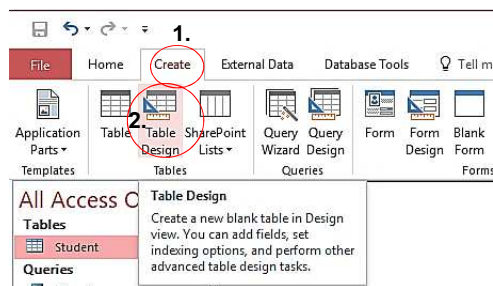 1.
File Home Create External Data Database Tools Tell m
2.
Application Parts Table Table Design SharePoint Lists Query Wizard Query Design Form Form Design Blank Form
Templates Tables Queries Forms
All Access O
Tables
Student
Queries
Table Design
Create a new blank table in Design
view. You can add fields, set
indexing options, and perform other
advanced table design tasks.